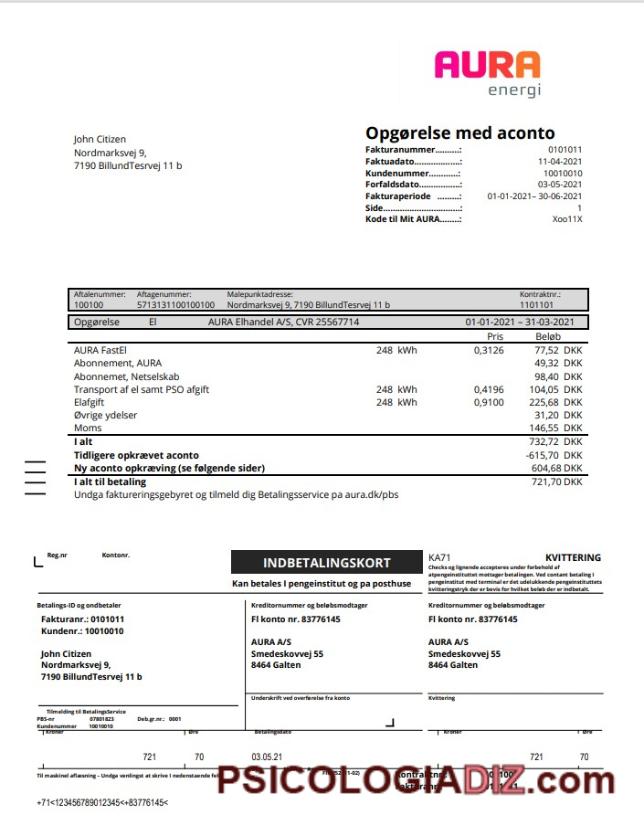 AURA
energi
Opgørelse med aconto
John Citizen
Nordmarksvej 9,
7190 BillundTesrvej 11 b
Fakturanummer..........: 0101011
Faktuadato..................: 11-04-2021
Kundenummer............: 10010010
Forfaldsdato.................: 03-05-2021
Fakturaperiode ........: 01-01-2021– 30-06-2021
Side...............................: 1
Kode til Mit AURA.......: Xoo11X
Aftalenummer: Aftagenummer: Malepunktadresse: Kontraktnr.:
100100 5713131100100100 Nordmarksvej 9, 7190 BillundTesrvej 11 b 1101101
Opgørelse El AURA Elhandel A/S, CVR 25567714 01-01-2021 – 31-03-2021
Pris Beløb
AURA FastEl 248 kWh 0,3126 77,52 DKK
Abonnement, AURA 49,32 DKK
Abonnemet, Netselskab 98,40 DKK
Transport af el samt PSO afgift 248 kWh 0,4196 104,05 DKK
Elafgift 248 kWh 0,9100 225,68 DKK
Øvrige ydelser 31,20 DKK
Moms 146,55 DKK
I alt 732,72 DKK
Tidligere opkrævet aconto -615,70 DKK
Ny aconto opkræving (se følgende sider) 604,68 DKK
I alt til betaling 721,70 DKK
Undga faktureringsgebyret og tilmeld dig Betalingsservice pa aura.dk/pbs
Reg.nr Kontonr.
INDBETALINGSKORT
Kan betales I pengeinstitut og pa posthuse
KA71 KVITTERING
Checks og lignende accepteres under forbehold af
atpengeinstituttet mottager betalingen. Ved contant betaling i
pengeinstitut med terminal er det udelukkende pengeinstituttets
kvitteringstryk der er bevis for hvilket beløb der er indbetalt.
Betalings-ID og ondbetaler
Fakturanr.: 0101011
Kundenr.: 10010010
John Citizen
Nordmarksvej 9,
7190 BillundTesrvej 11 b
Kreditornummer og beløbsmodtager
FI konto nr. 83776145
AURA A/S
Smedeskovvej 55
8464 Galten
Kreditornummer og beløbsmodtager
FI konto nr. 83776145
AURA A/S
Smedeskovvej 55
8464 Galten
Underskrift ved overførelse fra konto
Kvittering
Tilmelding til BetalingsService
PBS-nr 07801823 Deb.gr.nr.: 0001
Kundenummer 10010010
Kroner Øre Betalingsdato Kroner Øre
721 70 03.05.21 721 70
Til maskinel aflæsning – Undga venligst at skrive I nedenstaende
PSICOLOGIADIZ.com
+71<123456789012345<+83776145<